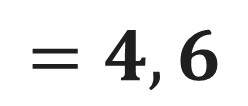 = 4,6